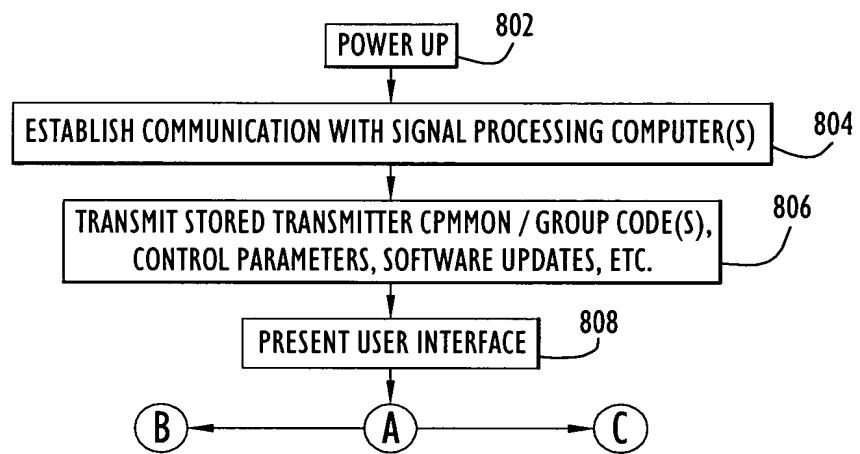 POWER UP
802
ESTABLISH COMMUNICATION WITH SIGNAL PROCESSING COMPUTER(S)
804
TRANSMIT STORED TRANSMITTER CPMMON / GROUP CODE(S),
CONTROL PARAMETERS, SOFTWARE UPDATES, ETC.
806
PRESENT USER INTERFACE
808
B A C